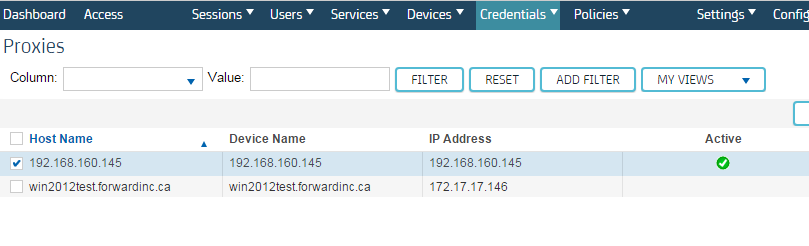 Dashboard Access Sessions Users Services Devices Credentials Policies Settings Config
Proxies
Column: Value: FILTER RESET ADD FILTER MY VIEWS
Host Name Device Name IP Address Active
192.168.160.145 192.168.160.145 192.168.160.145
win2012test.forwardinc.ca win2012test.forwardinc.ca 172.17.17.146